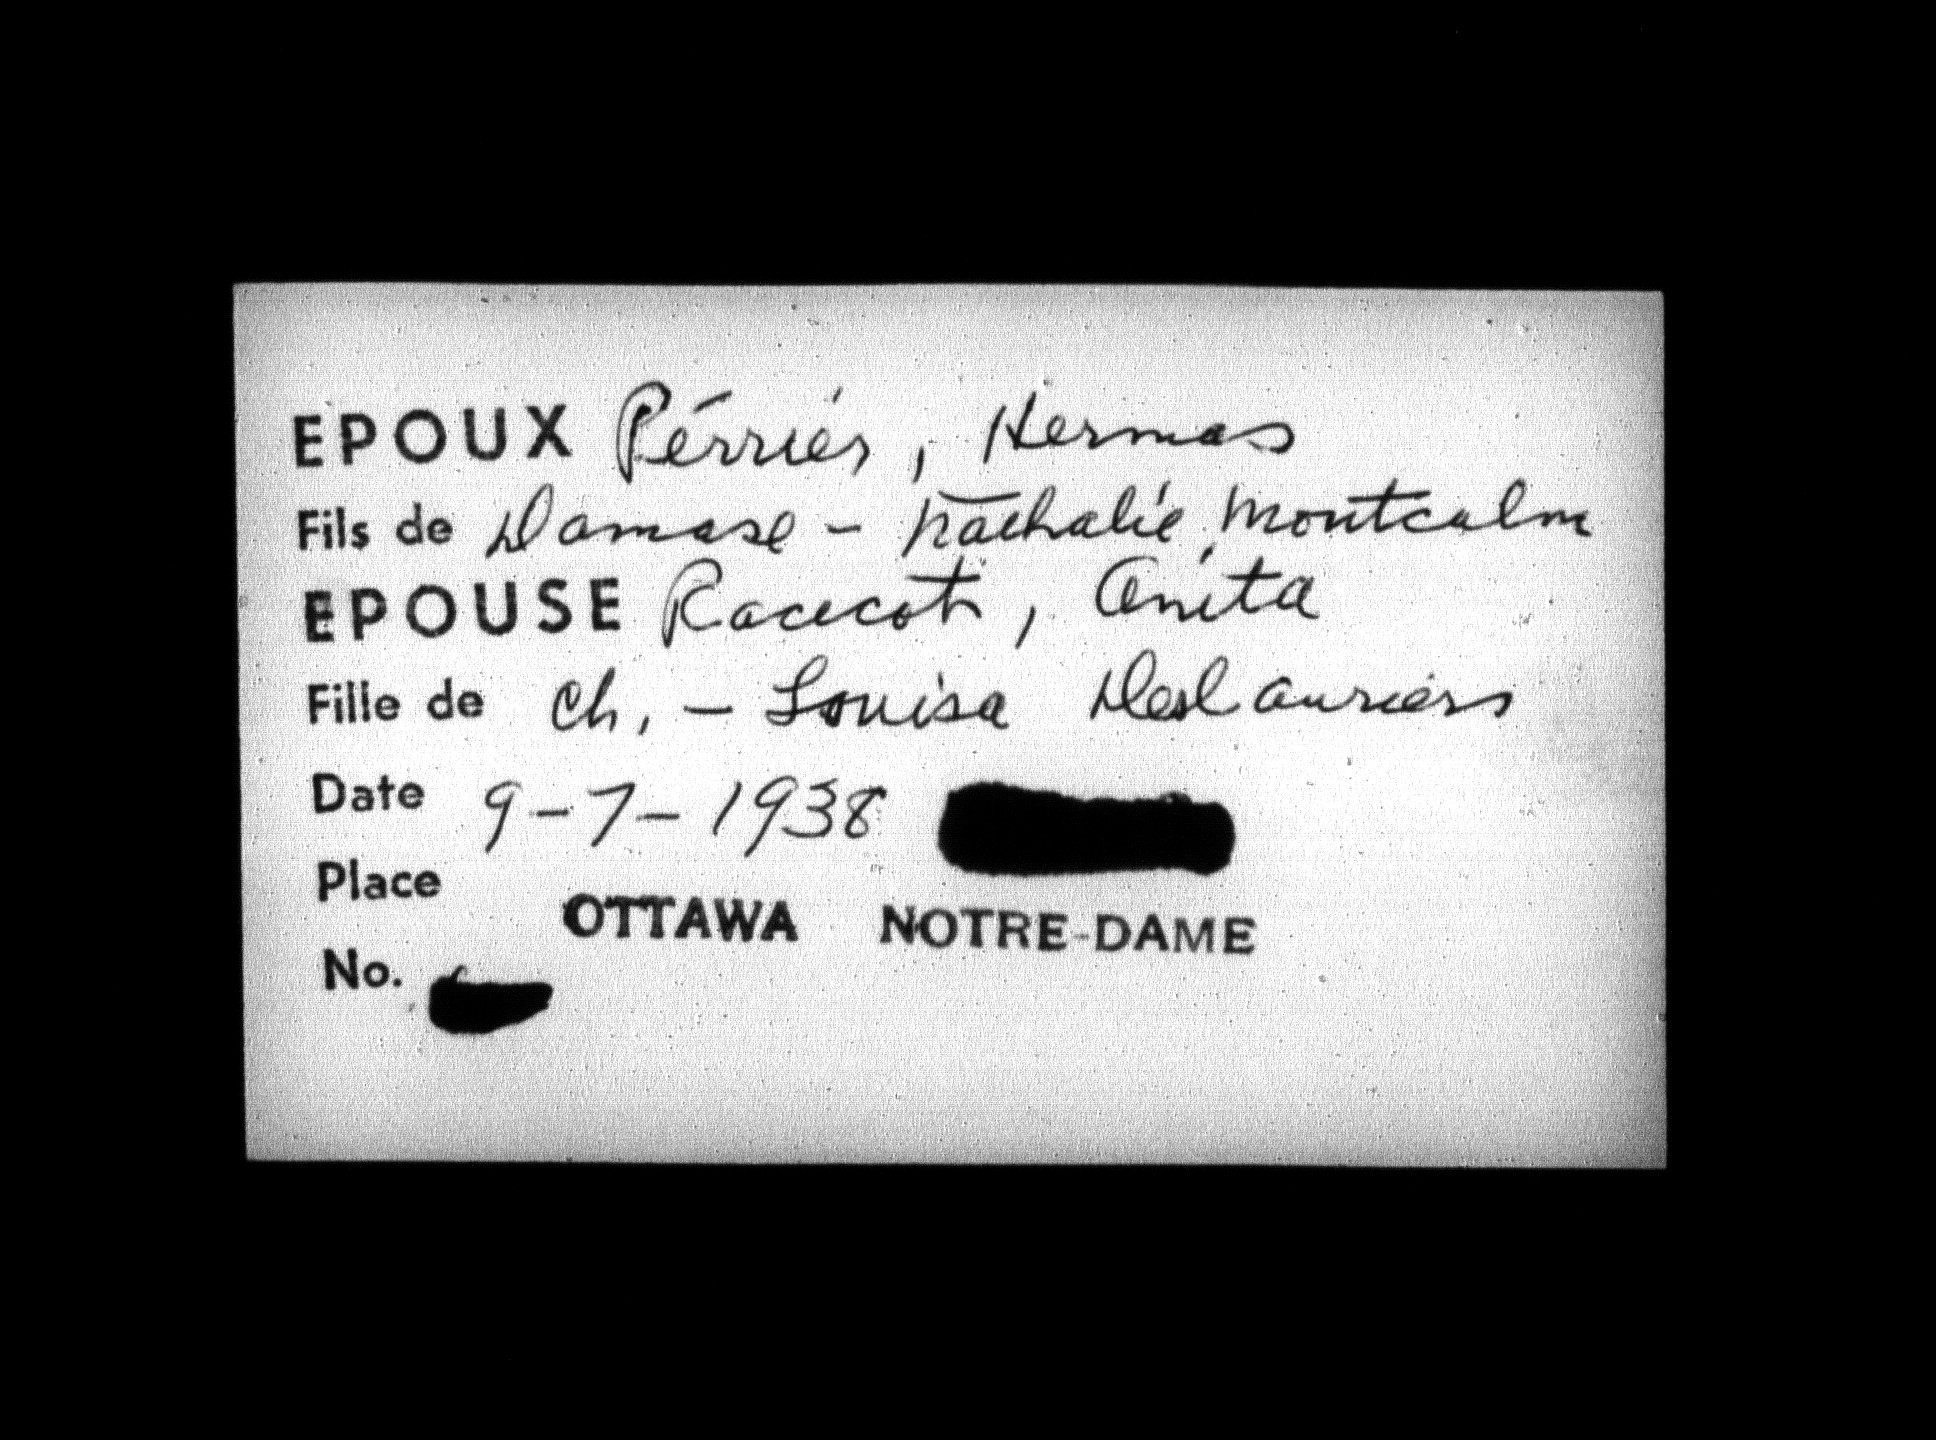 EPOUX Pérrier, Hermas
Fils de Damase - Nathalie Montcalm
EPOUSE Racicot, Anita
Fille de Ch. - Louisa DesLauriers
Date 9-7-1938
Place
OTTAWA NOTRE-DAME
No.